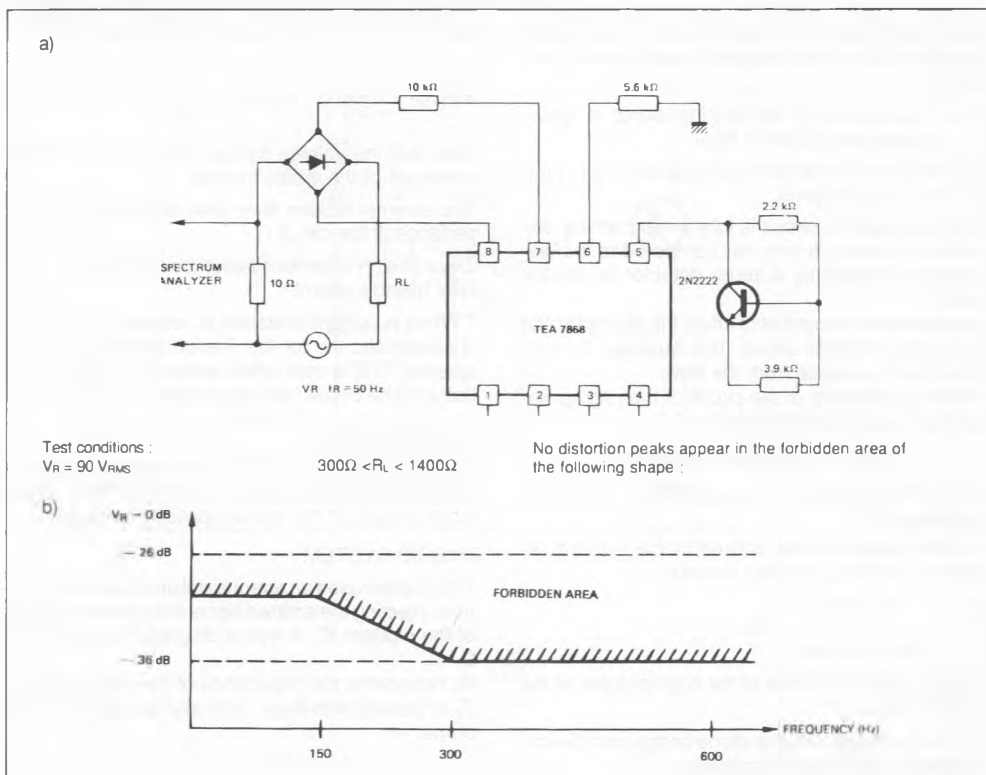 a)
10 kΩ
5.6 kΩ
2.2 kΩ
8 7 6 5
2N2222
SPECTRUM
ANALYZER
10 Ω
RL
TEA 7868
3.9 kΩ
VR fR = 50 Hz
1 2 3 4
Test conditions :
VR = 90 VRMS
300Ω <RL < 1400Ω
No distortion peaks appear in the forbidden area of
the following shape :
b)
VR – 0 dB
– 26 dB
FORBIDDEN AREA
– 36 dB
FREQUENCY (Hz)
150
300
600